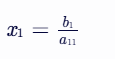 x₁ = b₁/a₁₁